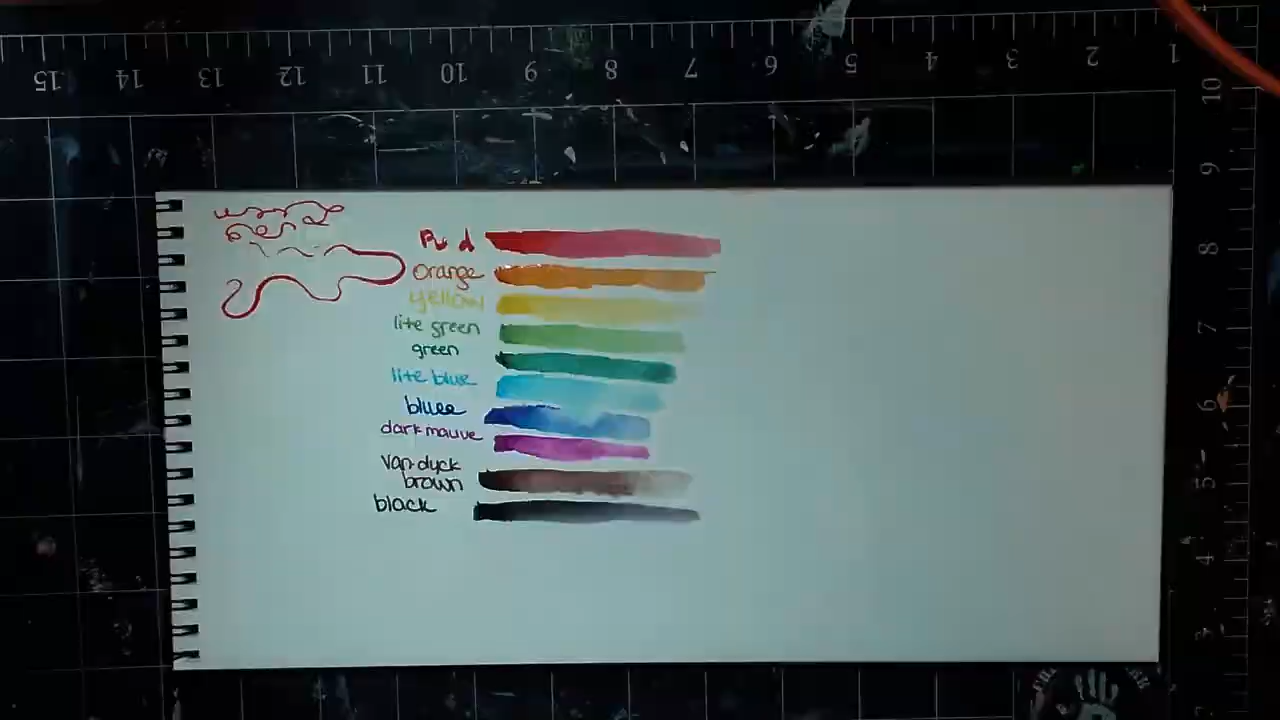 15 14 13 12 11 10 9 8 7 6 5 4 3 2 1
10
9
8
7
6
5
4
3
Red
Orange
yellow
lite green
green
lite blue
bluee
dark mauve
Van dyck
brown
black